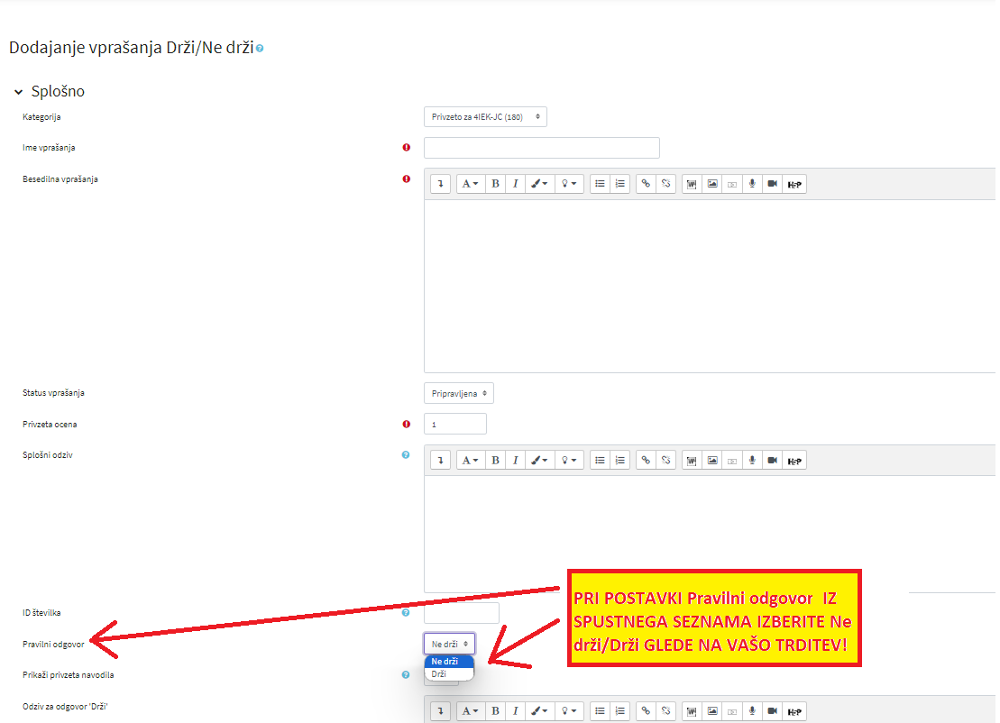 Dodajanje vprašanja Drži/Ne drži
Splošno
Kategorija
Privzeto za 4IEK-JC (180)
Ime vprašanja
Besedilna vprašanja
A B I H-P
Status vprašanja
Pripravljena
Privzeta ocena
1
Splošni odziv
A B I H-P
PRI POSTAVKI Pravilni odgovor IZ
SPUSTNEGA SEZNAMA IZBERITE Ne
drži/Drži GLEDE NA VAŠO TRDITEV!
ID številka
Pravilni odgovor
Ne drži
Ne drži
Drži
Prikaži privzeta navodila
Odziv za odgovor 'Drži'
A B I H-P